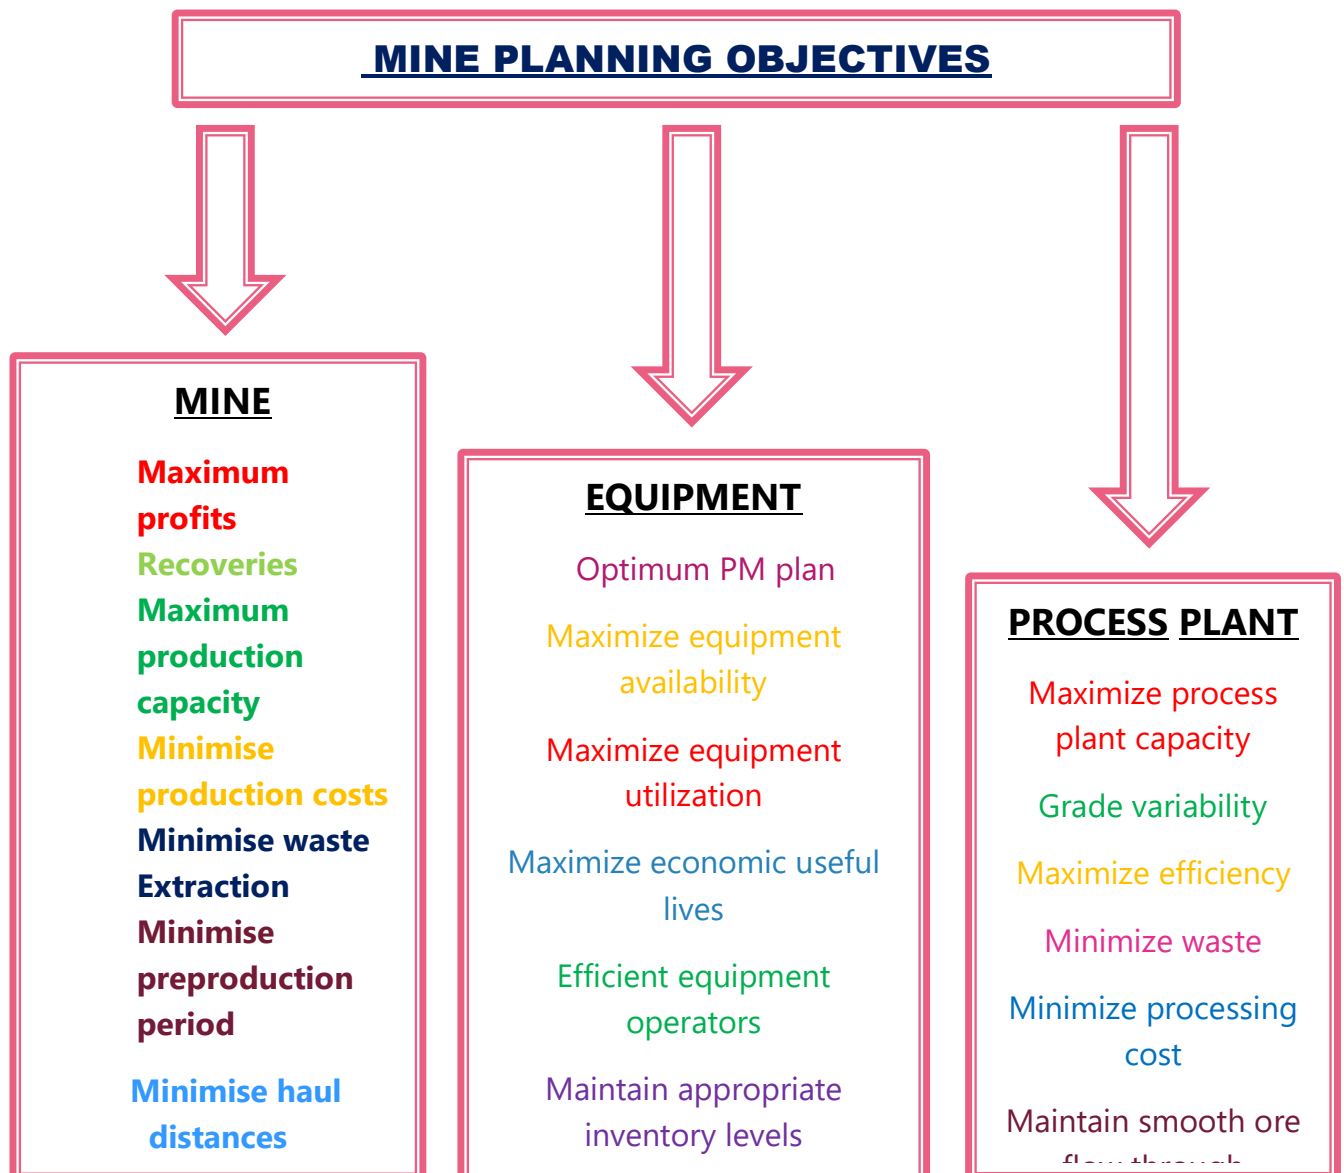 MINE PLANNING OBJECTIVES
MINE
Maximum
profits
Recoveries
Maximum
production
capacity
Minimise
production costs
Minimise waste
Extraction
Minimise
preproduction
period
Minimise haul
distances
EQUIPMENT
Optimum PM plan
Maximize equipment
availability
Maximize equipment
utilization
Maximize economic useful
lives
Efficient equipment
operators
Maintain appropriate
inventory levels
PROCESS PLANT
Maximize process
plant capacity
Grade variability
Maximize efficiency
Minimize waste
Minimize processing
cost
Maintain smooth ore
flow through